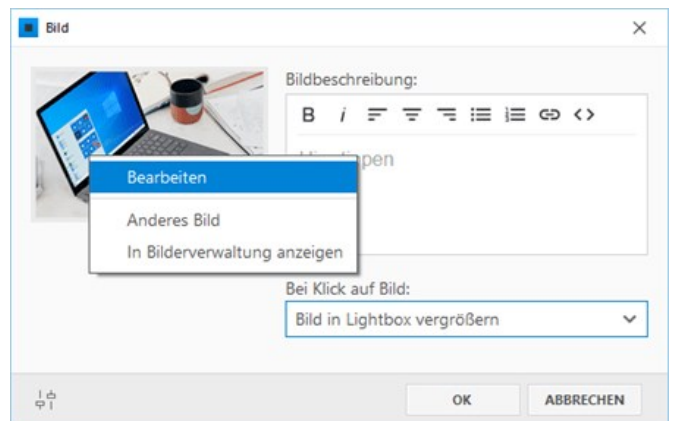 Bild
Bildbeschreibung:
B i
Bearbeiten
Anderes Bild
In Bilderverwaltung anzeigen
Bei Klick auf Bild:
Bild in Lightbox vergrößern
OK ABBRECHEN